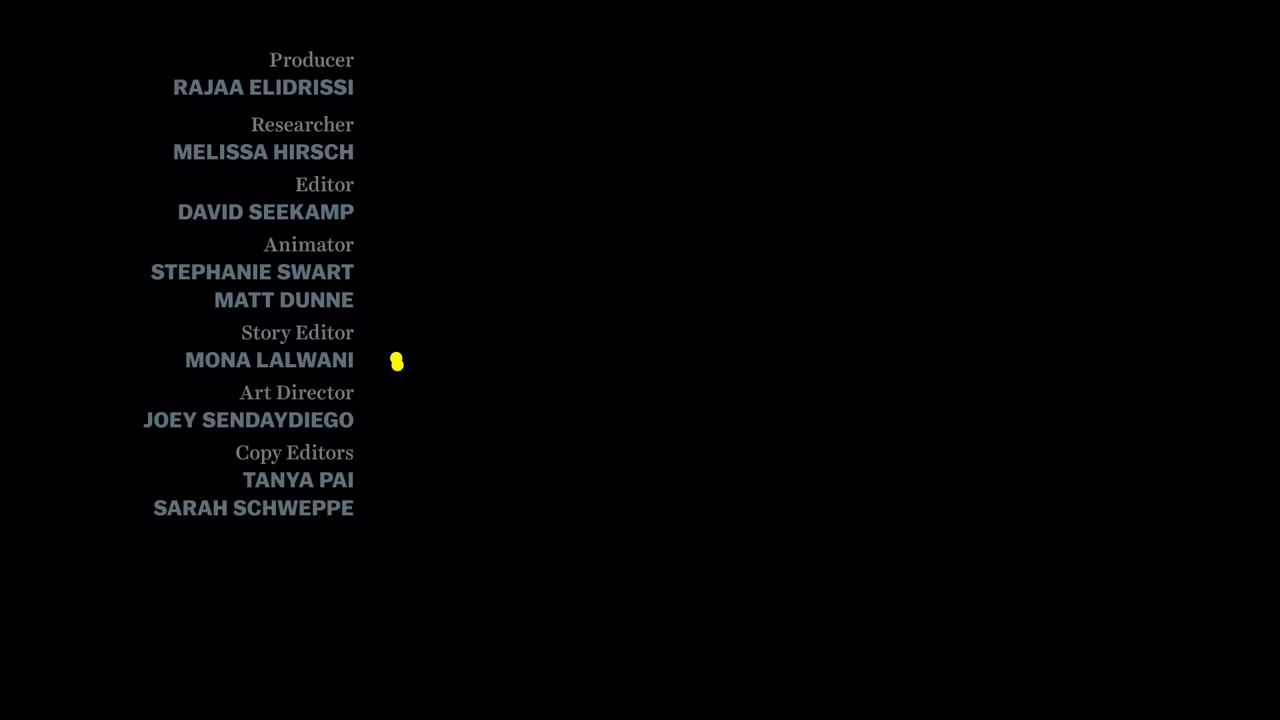 Producer
RAJAA ELIDRISSI
Researcher
MELISSA HIRSCH
Editor
DAVID SEEKAMP
Animator
STEPHANIE SWART
MATT DUNNE
Story Editor
MONA LALWANI
Art Director
JOEY SENDAYDIEGO
Copy Editors
TANYA PAI
SARAH SCHWEPPE